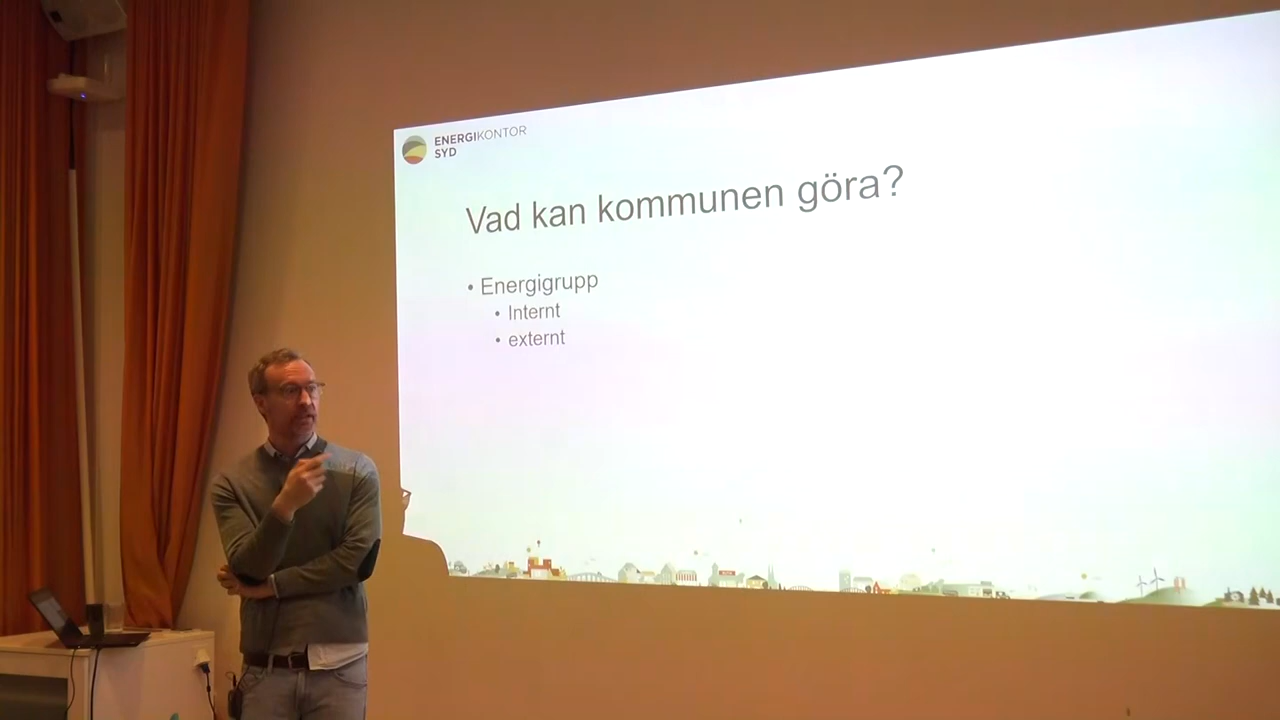 ENERGIKONTOR
SYD
Vad kan kommunen göra?
• Energigrupp
• Internt
• externt